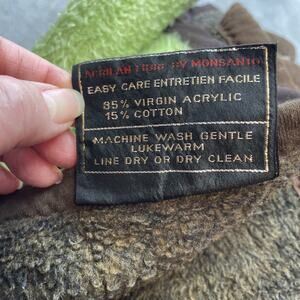 ACRILAN FIBRE BY MONSANTO
EASY CARE ENTRETIEN FACILE
85% VIRGIN ACRYLIC
15% COTTON
MACHINE WASH GENTLE
LUKEWARM
LINE DRY OR DRY CLEAN